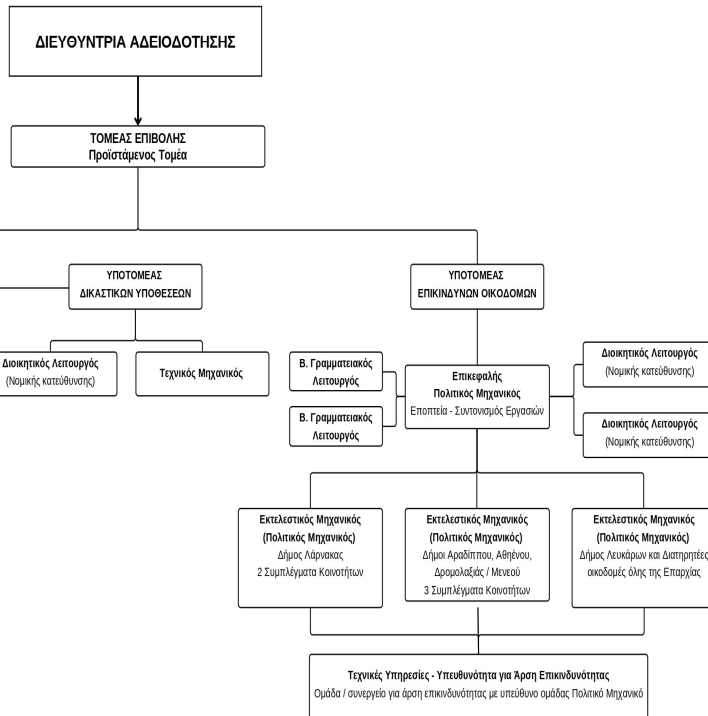 ΔΙΕΥΘΥΝΤΡΙΑ ΑΔΕΙΟΔΟΤΗΣΗΣ
ΤΟΜΕΑΣ ΕΠΙΒΟΛΗΣ
Προϊστάμενος Τομέα
ΥΠΟΤΟΜΕΑΣ
ΔΙΚΑΣΤΙΚΩΝ ΥΠΟΘΕΣΕΩΝ
ΥΠΟΤΟΜΕΑΣ
ΕΠΙΚΙΝΔΥΝΩΝ ΟΙΚΟΔΟΜΩΝ
Διοικητικός Λειτουργός
(Νομικής κατεύθυνσης)
Τεχνικός Μηχανικός
Β. Γραμματειακός
Λειτουργός
Β. Γραμματειακός
Λειτουργός
Επικεφαλής
Πολιτικός Μηχανικός
Εποπτεία - Συντονισμός Εργασιών
Διοικητικός Λειτουργός
(Νομικής κατεύθυνσης)
Διοικητικός Λειτουργός
(Νομικής κατεύθυνσης)
Εκτελεστικός Μηχανικός
(Πολιτικός Μηχανικός)
Δήμος Λάρνακας
2 Συμπλέγματα Κοινοτήτων
Εκτελεστικός Μηχανικός
(Πολιτικός Μηχανικός)
Δήμοι Αραδίππου, Αθηένου,
Δρομολαξιάς / Μενεού
3 Συμπλέγματα Κοινοτήτων
Εκτελεστικός Μηχανικός
(Πολιτικός Μηχανικός)
Δήμος Λευκάρων και Διατηρητέες
οικοδομές όλης της Επαρχίας
Τεχνικές Υπηρεσίες - Υπευθυνότητα για Άρση Επικινδυνότητας
Ομάδα / συνεργείο για άρση επικινδυνότητας με υπεύθυνο ομάδας Πολιτικό Μηχανικό